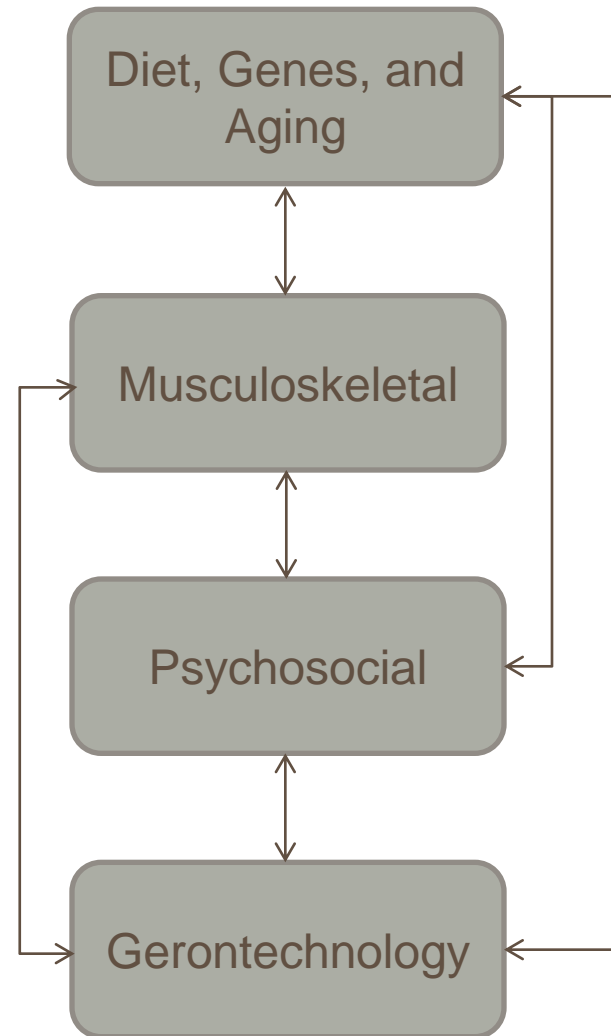 Diet, Genes, and
Aging
Musculoskeletal
Psychosocial
Gerontechnology